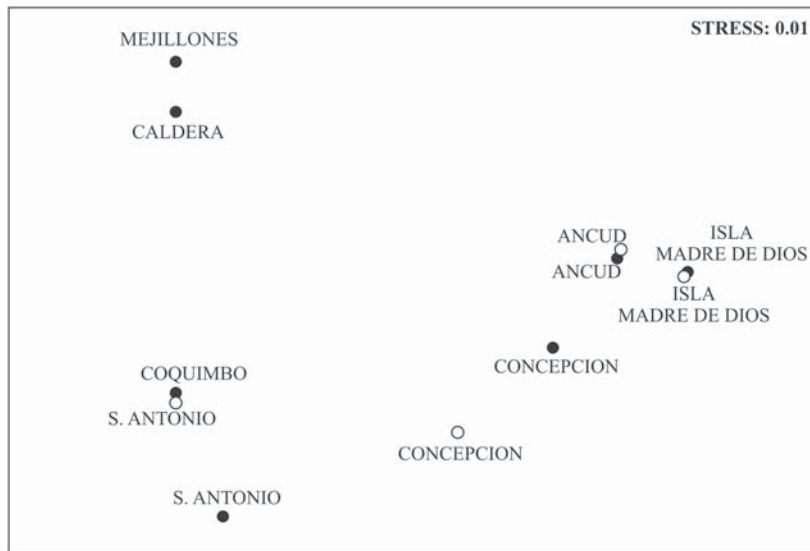 STRESS: 0.01
MEJILLONES
CALDERA
ANCUD
ANCUD
ISLA
MADRE DE DIOS
ISLA
MADRE DE DIOS
CONCEPCION
COQUIMBO
S. ANTONIO
CONCEPCION
S. ANTONIO